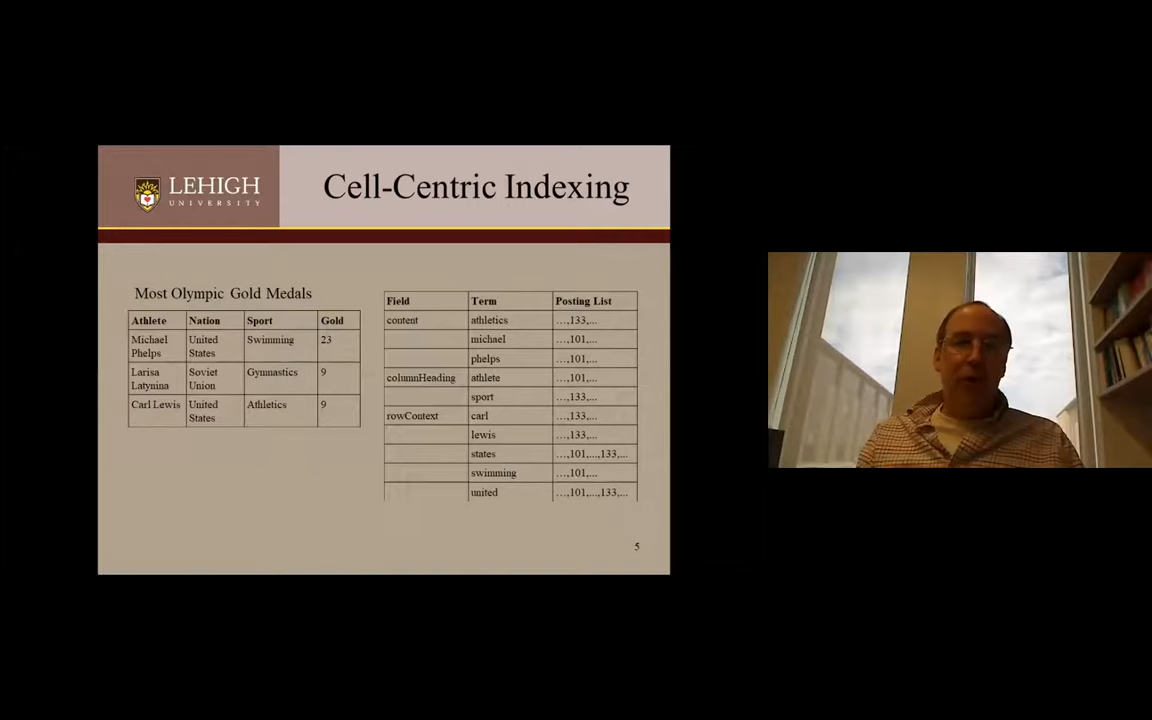 LEHIGH
UNIVERSITY
Cell-Centric Indexing
Most Olympic Gold Medals
Athlete Nation Sport Gold
Michael Phelps United States Swimming 23
Larisa Latynina Soviet Union Gymnastics 9
Carl Lewis United States Athletics 9
Field Term Posting List
content athletics ...,133,...
michael ...,101,...
phelps ...,101,...
columnHeading athlete ...,101,...
sport ...,133,...
rowContext carl ...,133,...
lewis ...,133,...
states ...,101,...,133,...
swimming ...,101,...
united ...,101,...,133,...
5